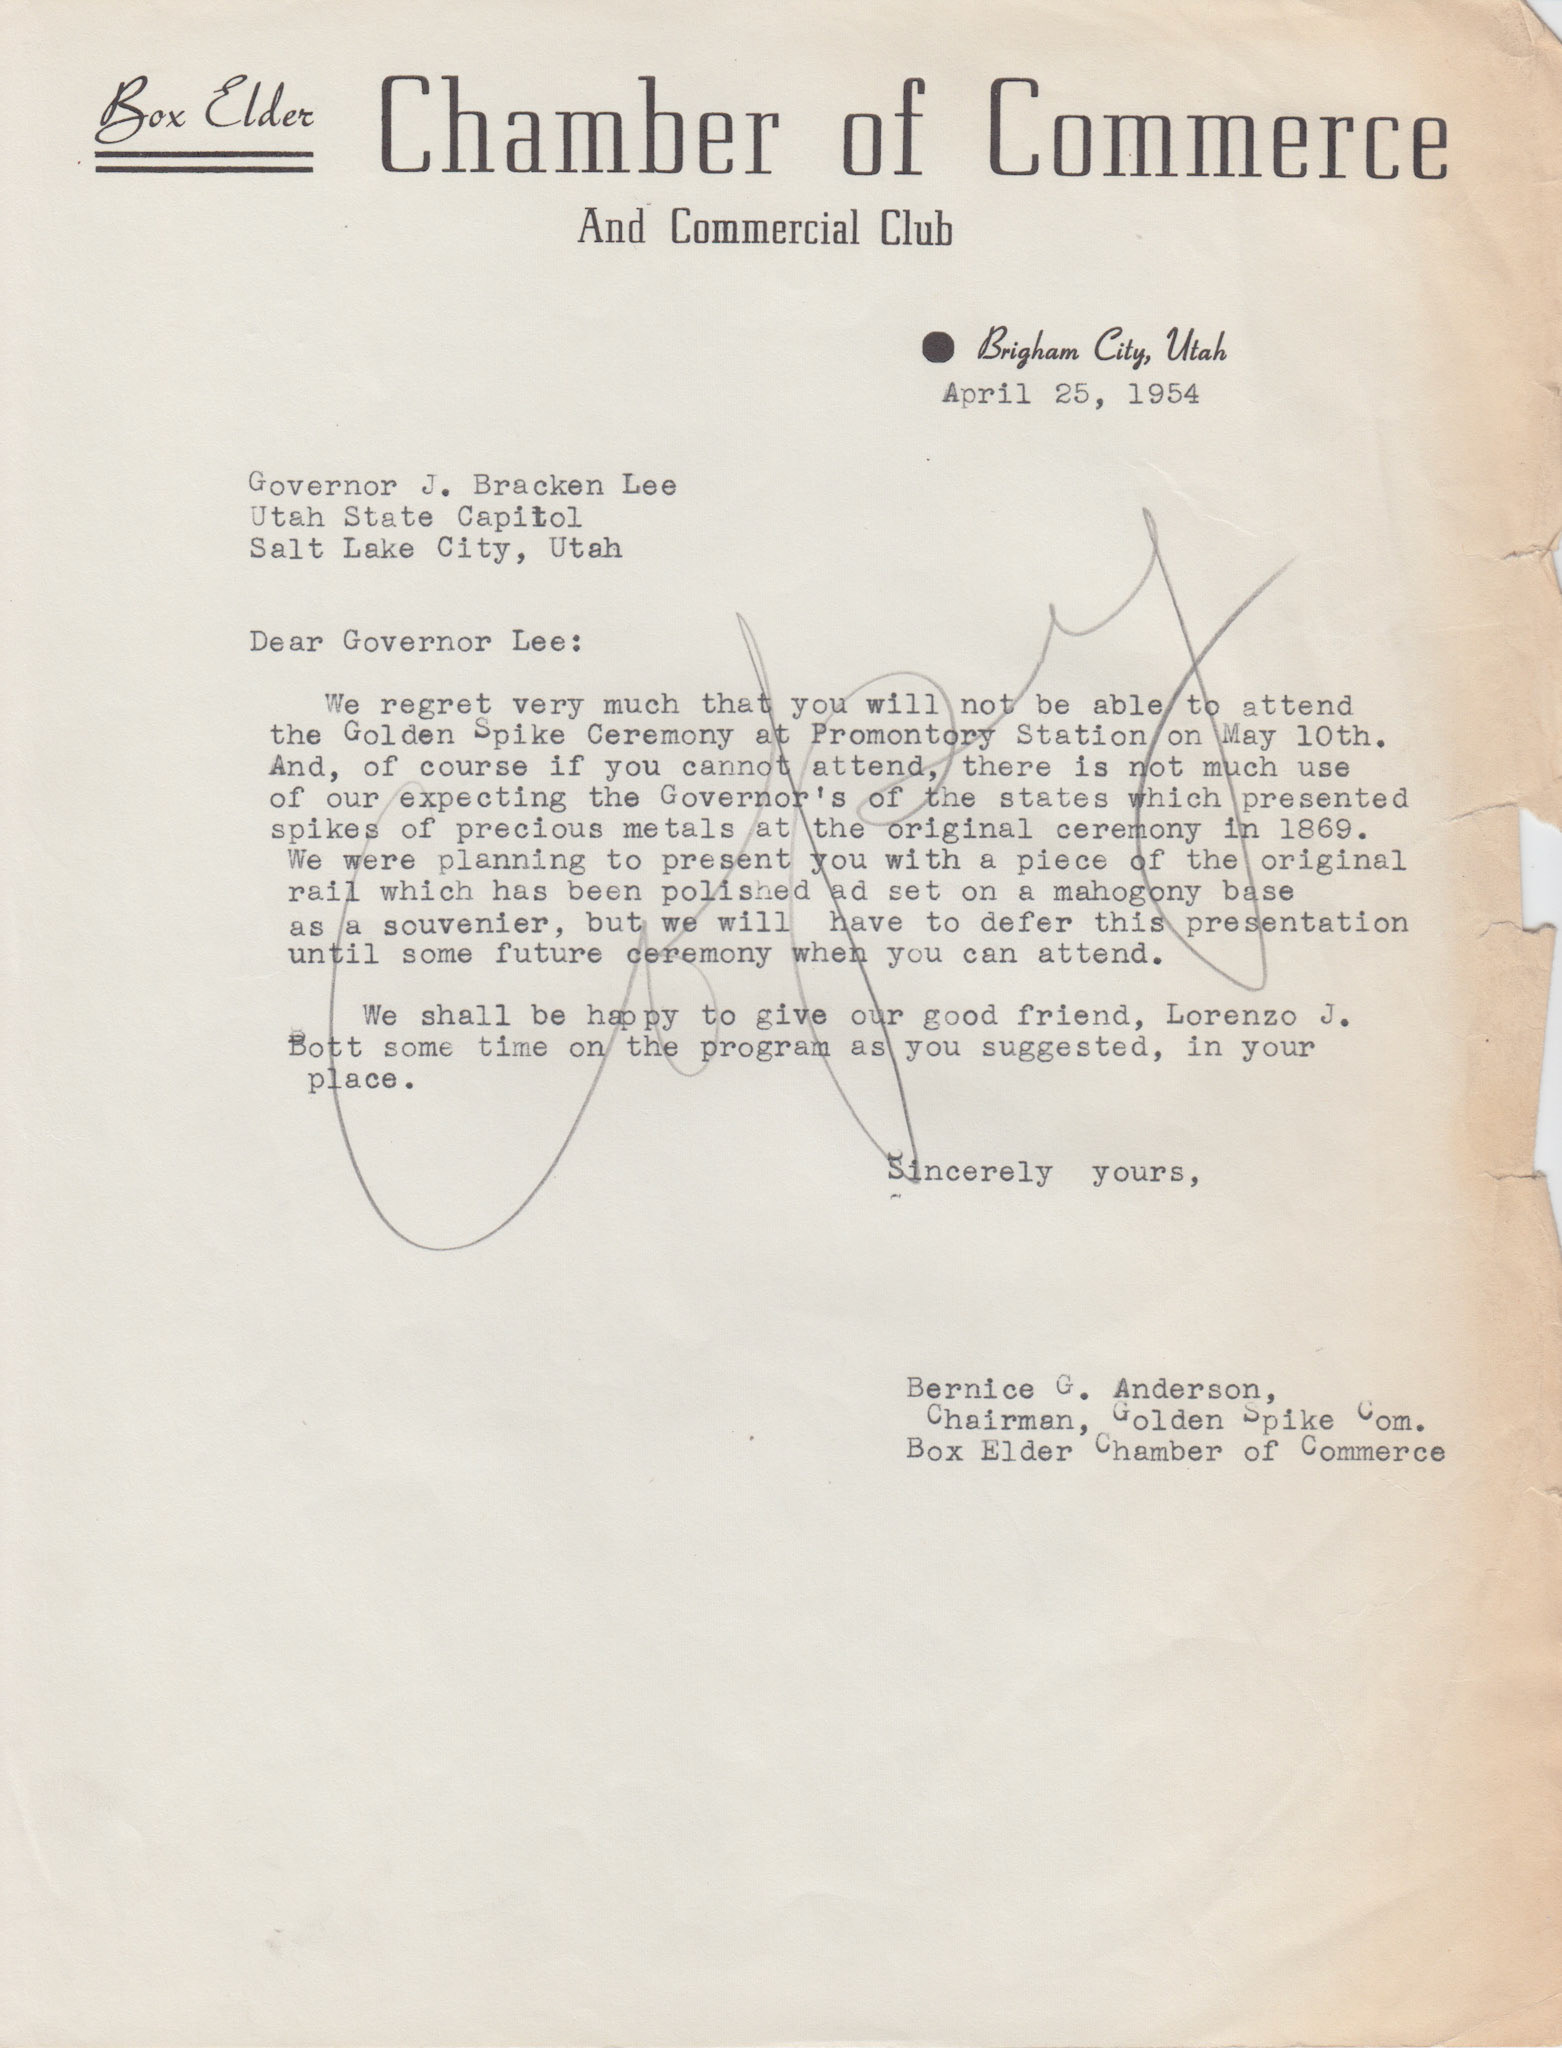 Box Elder Chamber of Commerce
And Commercial Club
Brigham City, Utah
April 25, 1954
Governor J. Bracken Lee
Utah State Capitol
Salt Lake City, Utah
Dear Governor Lee:
We regret very much that you will not be able to attend
the Golden Spike Ceremony at Promontory Station on May 10th.
And, of course if you cannot attend, there is not much use
of our expecting the Governor's of the states which presented
spikes of precious metals at the original ceremony in 1869.
We were planning to present you with a piece of the original
rail which has been polished ad set on a mahogony base
as a souvenier, but we will have to defer this presentation
until some future ceremony when you can attend.
We shall be happy to give our good friend, Lorenzo J.
Bott some time on the program as you suggested, in your
place.
Sincerely yours,
Bernice G. Anderson,
Chairman, Golden Spike Com.
Box Elder Chamber of Commerce